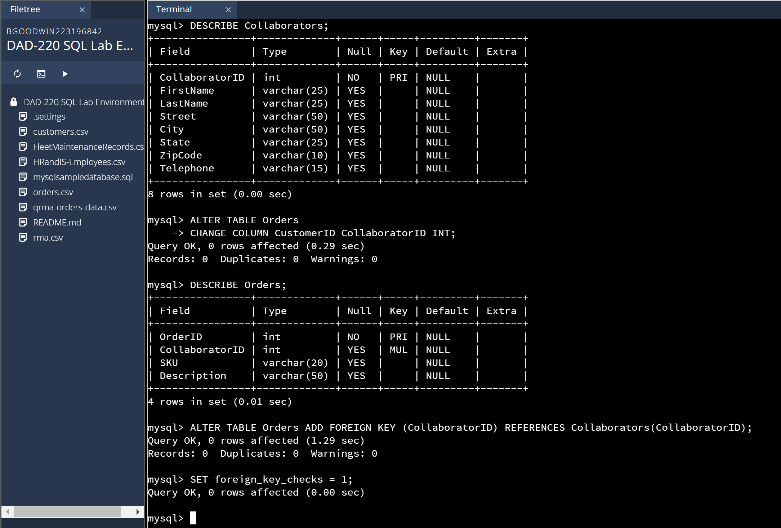 Filetree ×
BGOODWIN223196842
DAD-220 SQL Lab E...
DAD-220 SQL Lab Environment
.settings
customers.csv
FleetMaintenanceRecords.cs
HRandIS-Employees.csv
mysqlsampledatabase.sql
orders.csv
qrma-orders-data.csv
README.md
rma.csv
Terminal ×
mysql> DESCRIBE Collaborators;
+----------------+-------------+------+-----+---------+-------+
| Field          | Type        | Null | Key | Default | Extra |
+----------------+-------------+------+-----+---------+-------+
| CollaboratorID | int         | NO   | PRI | NULL    |       |
| FirstName      | varchar(25) | YES  |     | NULL    |       |
| LastName       | varchar(25) | YES  |     | NULL    |       |
| Street         | varchar(50) | YES  |     | NULL    |       |
| City           | varchar(50) | YES  |     | NULL    |       |
| State          | varchar(25) | YES  |     | NULL    |       |
| ZipCode        | varchar(10) | YES  |     | NULL    |       |
| Telephone      | varchar(15) | YES  |     | NULL    |       |
+----------------+-------------+------+-----+---------+-------+
8 rows in set (0.00 sec)
mysql> ALTER TABLE Orders
    -> CHANGE COLUMN CustomerID CollaboratorID INT;
Query OK, 0 rows affected (0.29 sec)
Records: 0  Duplicates: 0  Warnings: 0
mysql> DESCRIBE Orders;
+----------------+-------------+------+-----+---------+-------+
| Field          | Type        | Null | Key | Default | Extra |
+----------------+-------------+------+-----+---------+-------+
| OrderID        | int         | NO   | PRI | NULL    |       |
| CollaboratorID | int         | YES  | MUL | NULL    |       |
| SKU            | varchar(20) | YES  |     | NULL    |       |
| Description    | varchar(50) | YES  |     | NULL    |       |
+----------------+-------------+------+-----+---------+-------+
4 rows in set (0.01 sec)
mysql> ALTER TABLE Orders ADD FOREIGN KEY (CollaboratorID) REFERENCES Collaborators(CollaboratorID);
Query OK, 0 rows affected (1.29 sec)
Records: 0  Duplicates: 0  Warnings: 0
mysql> SET foreign_key_checks = 1;
Query OK, 0 rows affected (0.00 sec)
mysql>